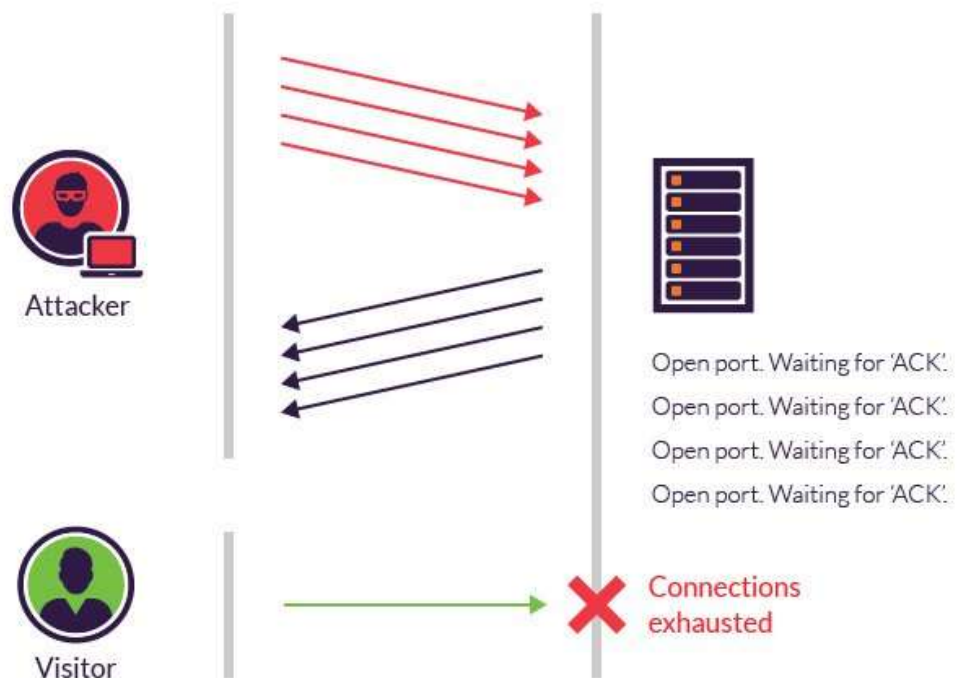 Attacker
Open port. Waiting for ‘ACK’.
Open port. Waiting for ‘ACK’.
Open port. Waiting for ‘ACK’.
Open port. Waiting for ‘ACK’.
Connections
exhausted
Visitor